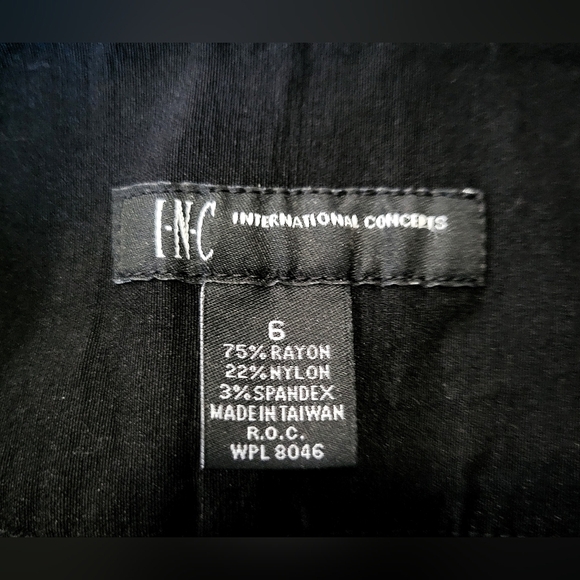 I·N·C INTERNATIONAL CONCEPTS
6
75% RAYON
22% NYLON
3% SPANDEX
MADE IN TAIWAN
R.O.C.
WPL 8046